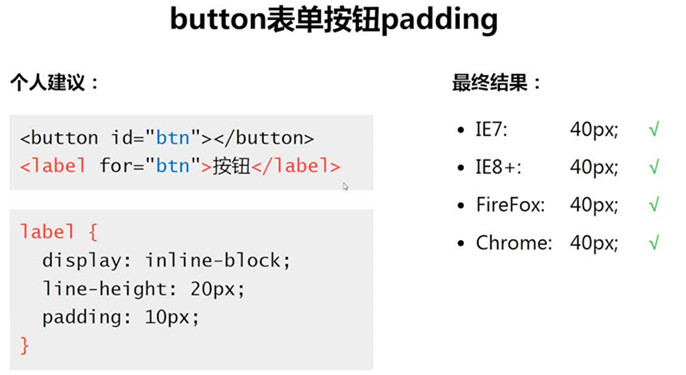 button表单按钮padding
个人建议：
<button id="btn"></button>
<label for="btn">按钮</label>
label {
display: inline-block;
line-height: 20px;
padding: 10px;
}
最终结果：
• IE7: 40px; √
• IE8+: 40px; √
• FireFox: 40px; √
• Chrome: 40px; √